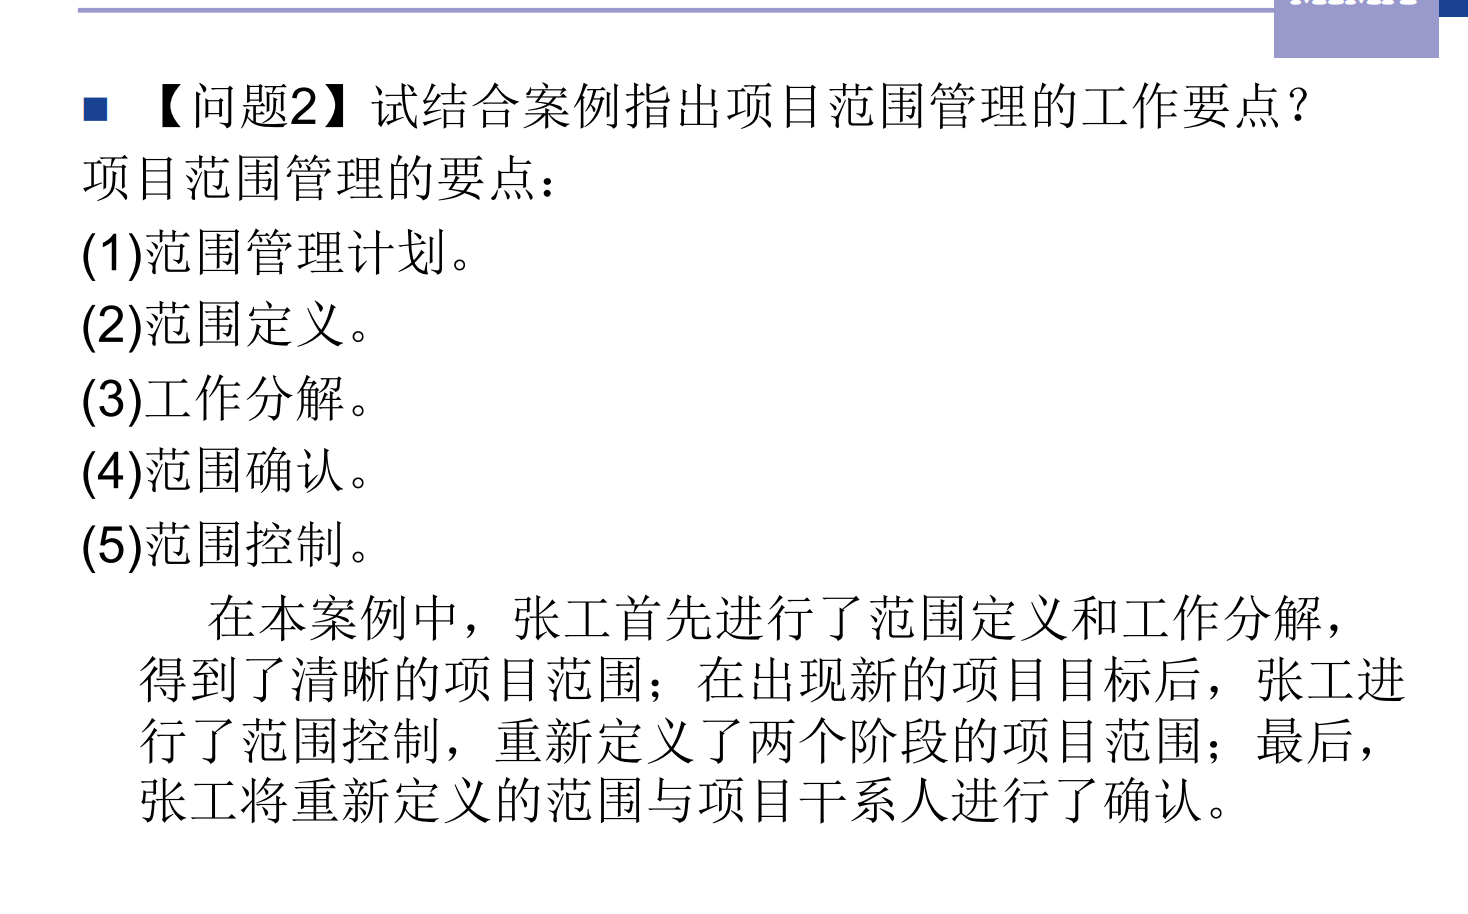 【问题2】试结合案例指出项目范围管理的工作要点？
项目范围管理的要点：
(1)范围管理计划。
(2)范围定义。
(3)工作分解。
(4)范围确认。
(5)范围控制。
在本案例中，张工首先进行了范围定义和工作分解，
得到了清晰的项目范围；在出现新的项目目标后，张工进
行了范围控制，重新定义了两个阶段的项目范围；最后，
张工将重新定义的范围与项目干系人进行了确认。